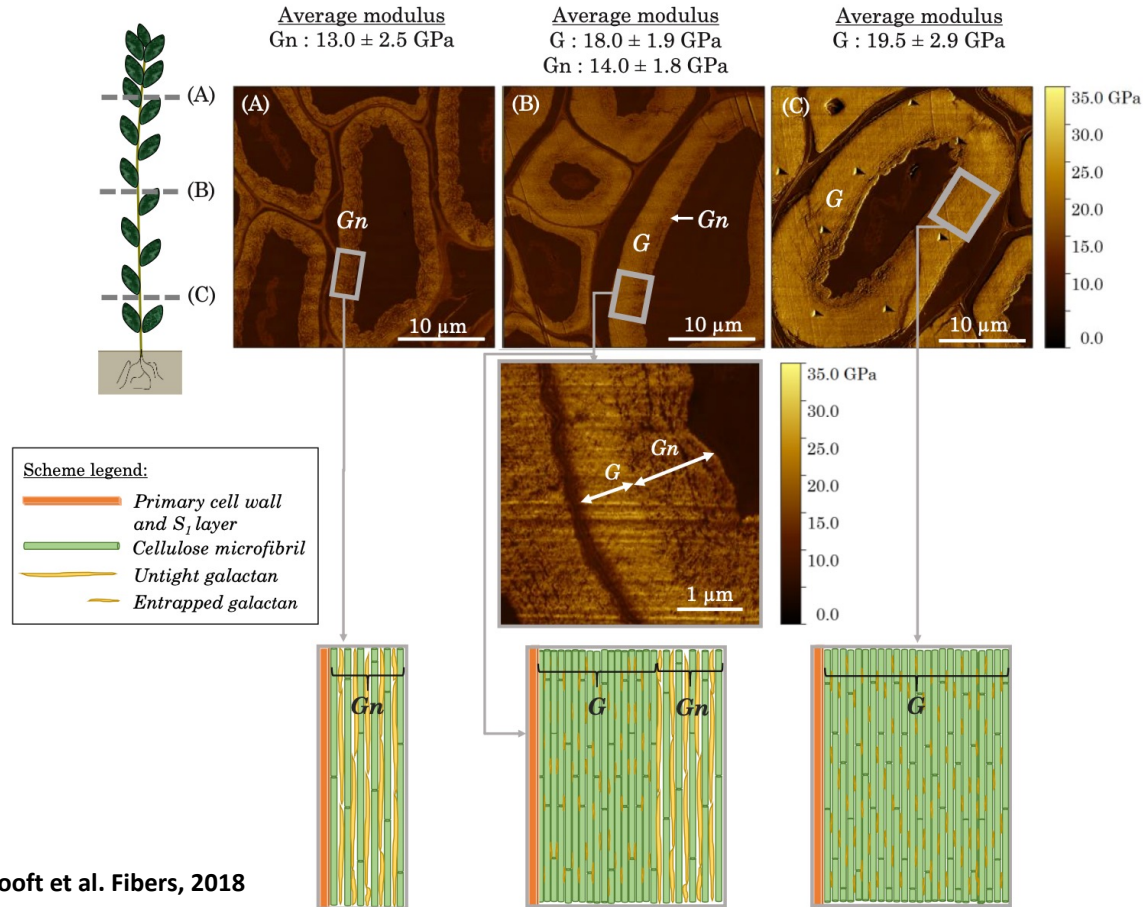 Average modulus
Gn : 13.0 ± 2.5 GPa
Average modulus
G : 18.0 ± 1.9 GPa
Gn : 14.0 ± 1.8 GPa
Average modulus
G : 19.5 ± 2.9 GPa
(A)
(B)
(C)
(A)
Gn
10 µm
(B)
Gn
G
10 µm
(C)
G
10 µm
35.0 GPa
30.0
25.0
20.0
15.0
10.0
5.0
0.0
G
Gn
1 µm
35.0 GPa
30.0
25.0
20.0
15.0
10.0
5.0
0.0
Scheme legend:
Primary cell wall
and S1 layer
Cellulose microfibril
Untight galactan
Entrapped galactan
Gn
G
Gn
G
ooft et al. Fibers, 2018